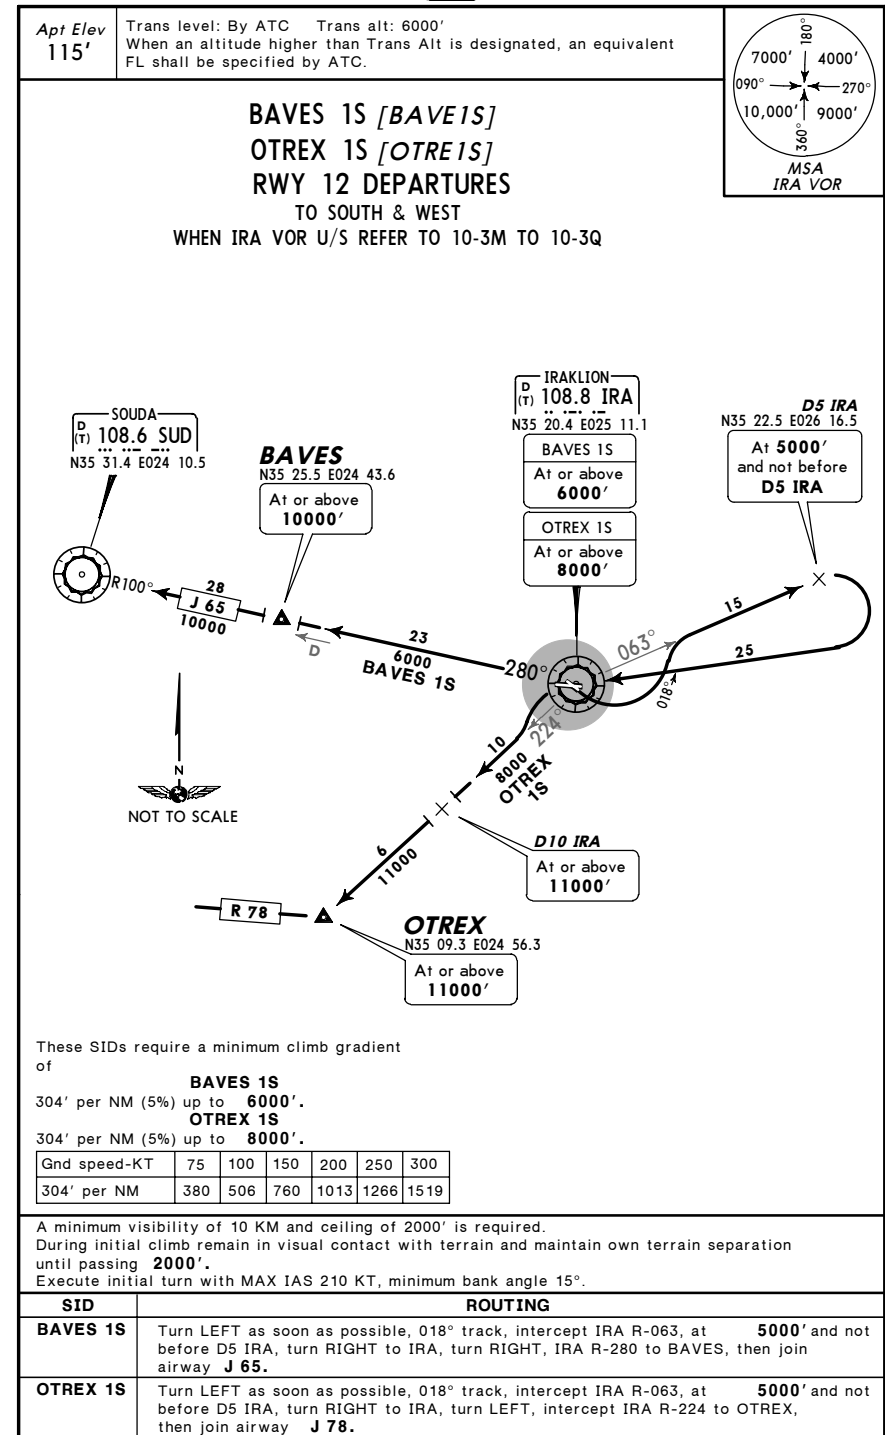 Apt Elev
115'
Trans level: By ATC Trans alt: 6000'
When an altitude higher than Trans Alt is designated, an equivalent
FL shall be specified by ATC.
180°
7000' 4000'
090° 270°
10,000' 9000'
360°
MSA
IRA VOR
BAVES 1S [BAVE1S]
OTREX 1S [OTRE1S]
RWY 12 DEPARTURES
TO SOUTH & WEST
WHEN IRA VOR U/S REFER TO 10-3M TO 10-3Q
IRAKLION
D
(T) 108.8 IRA
N35 20.4 E025 11.1
BAVES 1S
At or above
6000'
OTREX 1S
At or above
8000'
D5 IRA
N35 22.5 E026 16.5
At 5000'
and not before
D5 IRA
SOUDA
D
(T) 108.6 SUD
N35 31.4 E024 10.5
BAVES
N35 25.5 E024 43.6
At or above
10000'
R100°
28
J 65
10000
D
23
6000
BAVES 1S
280°
063°
15
25
018°
224°
10
8000
OTREX
1S
N
NOT TO SCALE
D10 IRA
At or above
11000'
6
11000
R 78
OTREX
N35 09.3 E024 56.3
At or above
11000'
These SIDs require a minimum climb gradient
of
BAVES 1S
304' per NM (5%) up to 6000'.
OTREX 1S
304' per NM (5%) up to 8000'.
Gnd speed-KT 75 100 150 200 250 300
304' per NM 380 506 760 1013 1266 1519
A minimum visibility of 10 KM and ceiling of 2000' is required.
During initial climb remain in visual contact with terrain and maintain own terrain separation
until passing 2000'.
Execute initial turn with MAX IAS 210 KT, minimum bank angle 15°.
SID ROUTING
BAVES 1S Turn LEFT as soon as possible, 018° track, intercept IRA R-063, at 5000' and not
before D5 IRA, turn RIGHT to IRA, turn RIGHT, IRA R-280 to BAVES, then join
airway J 65.
OTREX 1S Turn LEFT as soon as possible, 018° track, intercept IRA R-063, at 5000' and not
before D5 IRA, turn RIGHT to IRA, turn LEFT, intercept IRA R-224 to OTREX,
then join airway J 78.